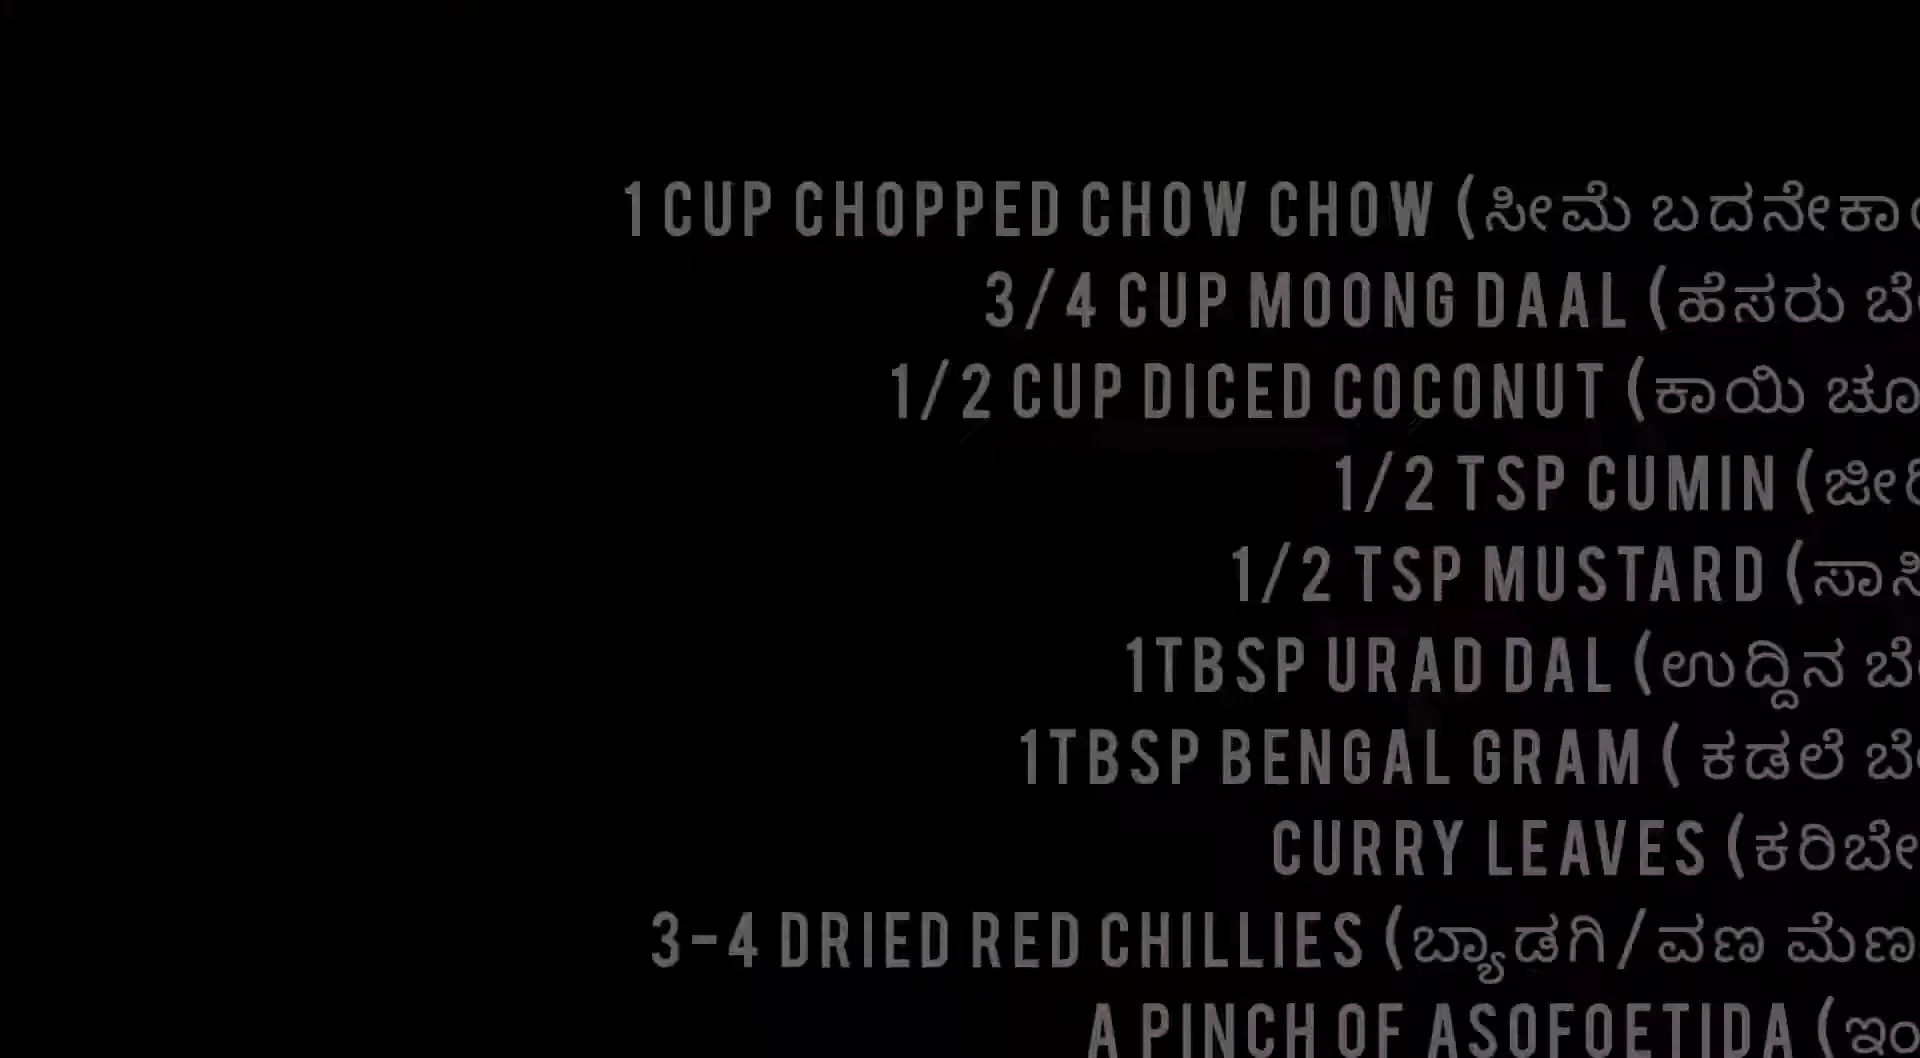 1 CUP CHOPPED CHOW CHOW (ಸೀಮೆ ಬದನೇಕಾ
3/4 CUP MOONG DAAL (ಹೆಸರು ಬೆ
1/2 CUP DICED COCONUT (ಕಾಯಿ ಚೂ
1/2 TSP CUMIN (ಜೀ
1/2 TSP MUSTARD (ಸಾಸಿ
1TBSP URAD DAL (ಉದ್ದಿನ ಬೆ
1TBSP BENGAL GRAM ( ಕಡಲೆ ಬೆ
CURRY LEAVES (ಕರಿಬೇ
3-4 DRIED RED CHILLIES (ಬ್ಯಾಡಗಿ/ವಣ ಮೆಣ
A PINCH OF ASOFOETIDA (ಇಂ